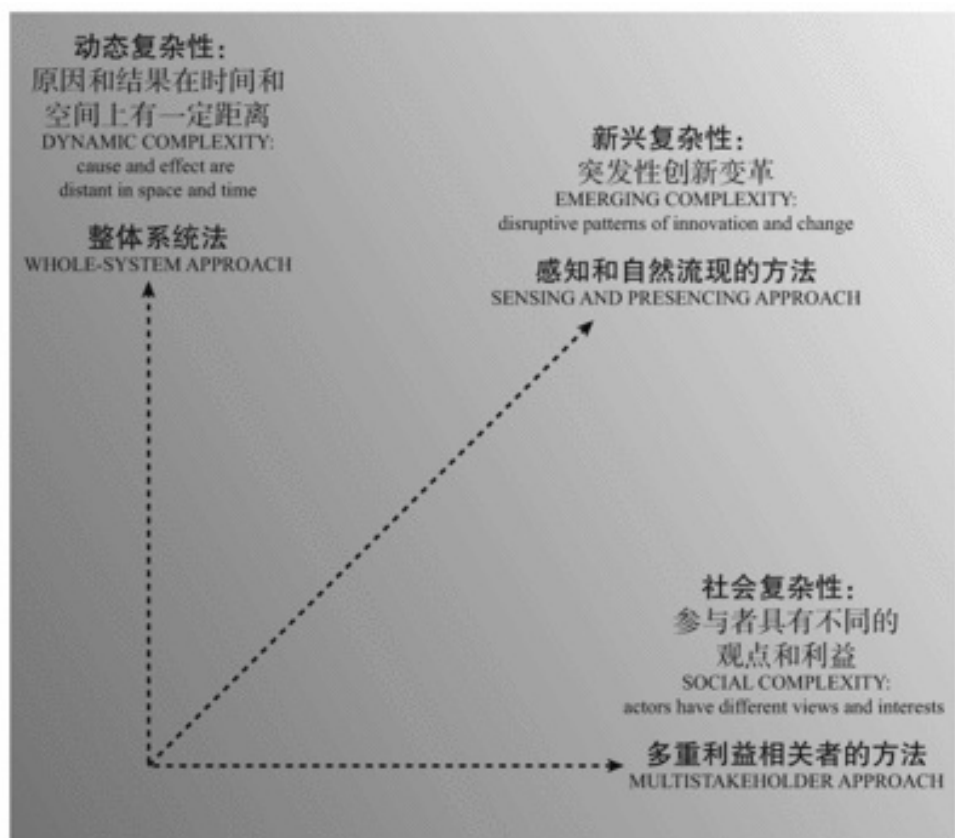 动态复杂性：
原因和结果在时间和
空间上有一定距离
DYNAMIC COMPLEXITY:
cause and effect are
distant in space and time
整体系统法
WHOLE-SYSTEM APPROACH
新兴复杂性：
突发性创新变革
EMERGING COMPLEXITY:
disruptive patterns of innovation and change
感知和自然流现的方法
SENSING AND PRESENCING APPROACH
社会复杂性：
参与者具有不同的
观点和利益
SOCIAL COMPLEXITY:
actors have different views and interests
多重利益相关者的方法
MULTISTAKEHOLDER APPROACH